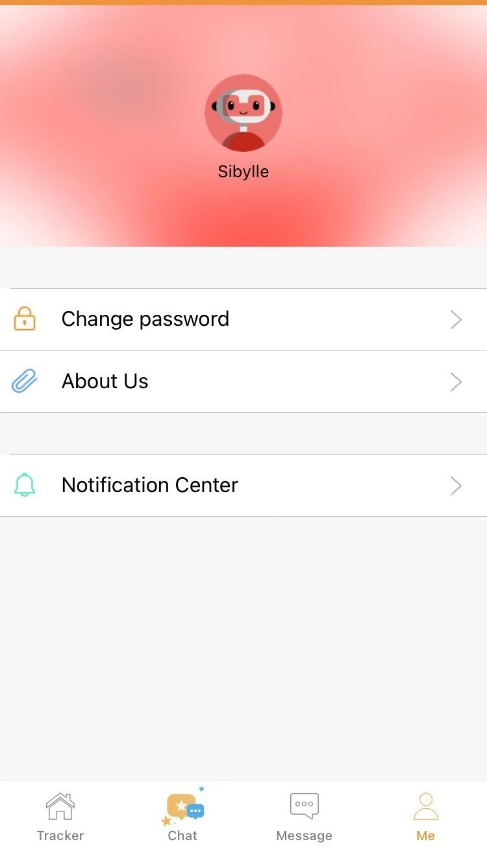 Sibylle
Change password
About Us
Notification Center
Tracker
Chat
Message
Me